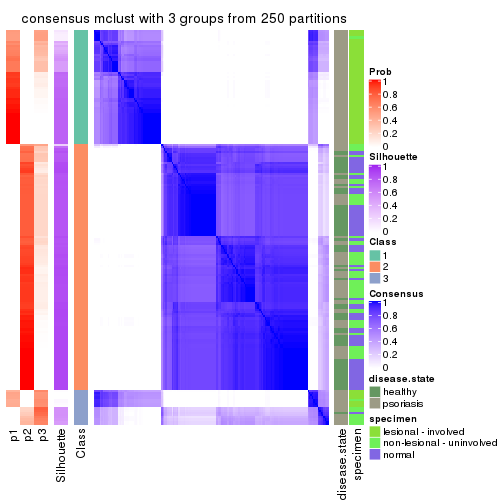 consensus mclust with 3 groups from 250 partitions
Prob
1
0.8
0.6
0.4
0.2
0
Silhouette
1
0.8
0.6
0.4
0.2
0
Class
1
2
3
Consensus
1
0.8
0.6
0.4
0.2
0
disease.state
healthy
psoriasis
specimen
lesional - involved
non-lesional - uninvolved
normal
p1
p2
p3
Silhouette
Class
disease.state
specimen